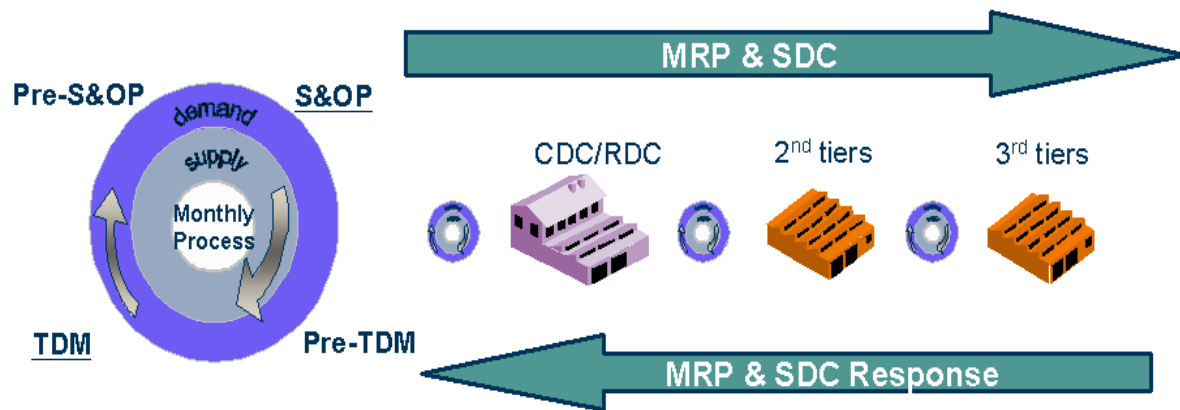 MRP & SDC
Pre-S&OP
S&OP
demand
supply
Monthly
Process
TDM
Pre-TDM
CDC/RDC
2nd tiers
3rd tiers
MRP & SDC Response